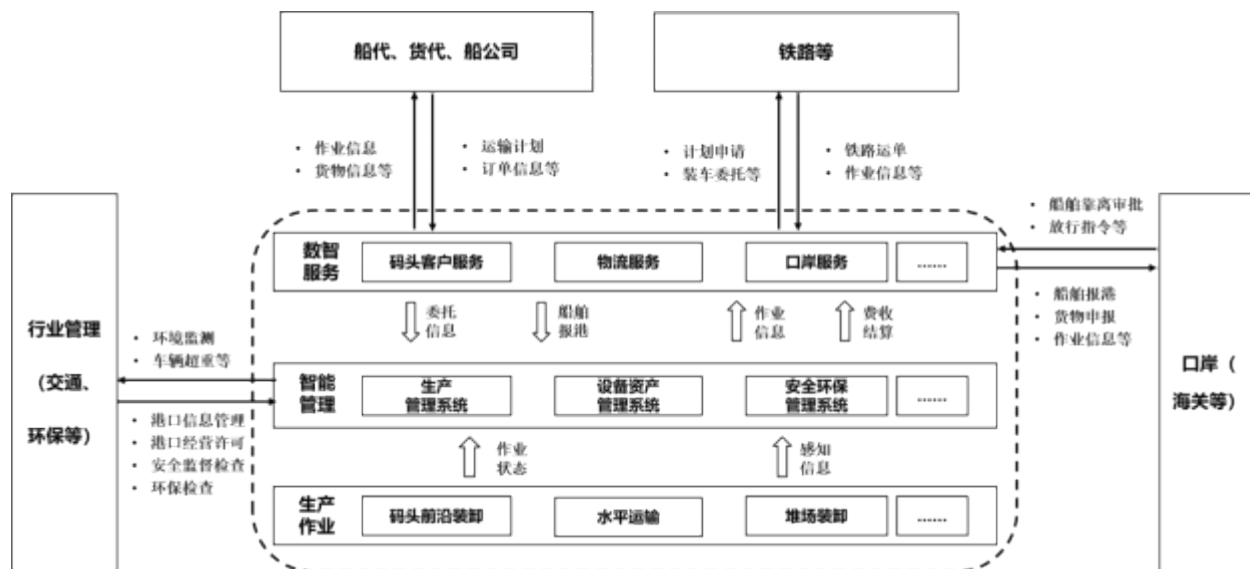 船代、货代、船公司
铁路等
• 作业信息
• 货物信息等
• 运输计划
• 订单信息等
• 计划申请
• 装车委托等
• 铁路运单
• 作业信息等
• 船舶靠离审批
• 放行指令等
数智
服务
码头客户服务
物流服务
口岸服务
......
• 船舶报港
• 货物申报
• 作业信息等
委托
信息
船舶
报港
作业
信息
费收
结算
行业管理
（交通、
环保等）
• 环境监测
• 车辆超重等
口岸（
海关等）
智能
管理
生产
管理系统
设备资产
管理系统
安全环保
管理系统
......
• 港口信息管理
• 港口经营许可
• 安全监督检查
• 环保检查
作业
状态
感知
信息
生产
作业
码头前沿装卸
水平运输
堆场装卸
......